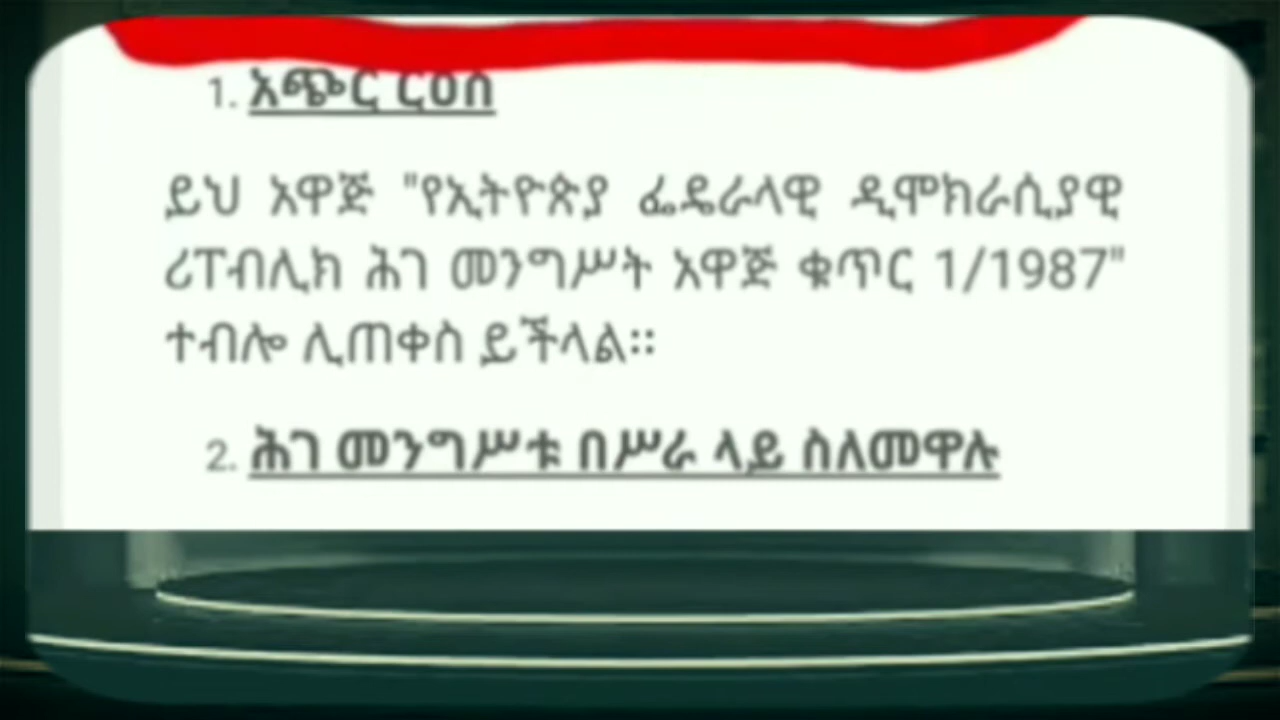 1. አጭር ርዕስ
ይህ አዋጅ "የኢትዮጵያ ፌዴራላዊ ዲሞክራሲያዊ
ሪፐብሊክ ሕገ መንግሥት አዋጅ ቁጥር 1/1987"
ተብሎ ሊጠቀስ ይችላል፡፡
2. ሕገ መንግሥቱ በሥራ ላይ ስለመዋሉ